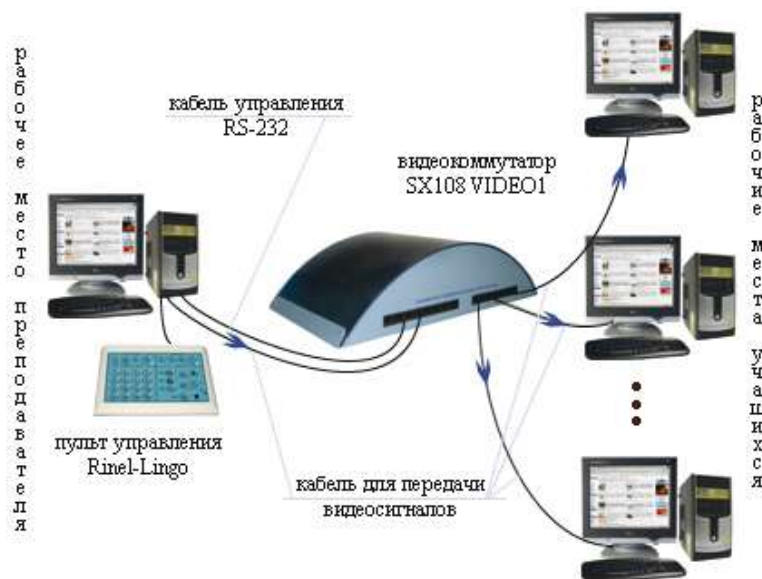 рабочее место преподавателя
кабель управления
RS-232
видеокоммутатор
SX108 VIDEO1
пульт управления
Rinel-Lingo
кабель для передачи
видеосигналов
рабочие места учащихся